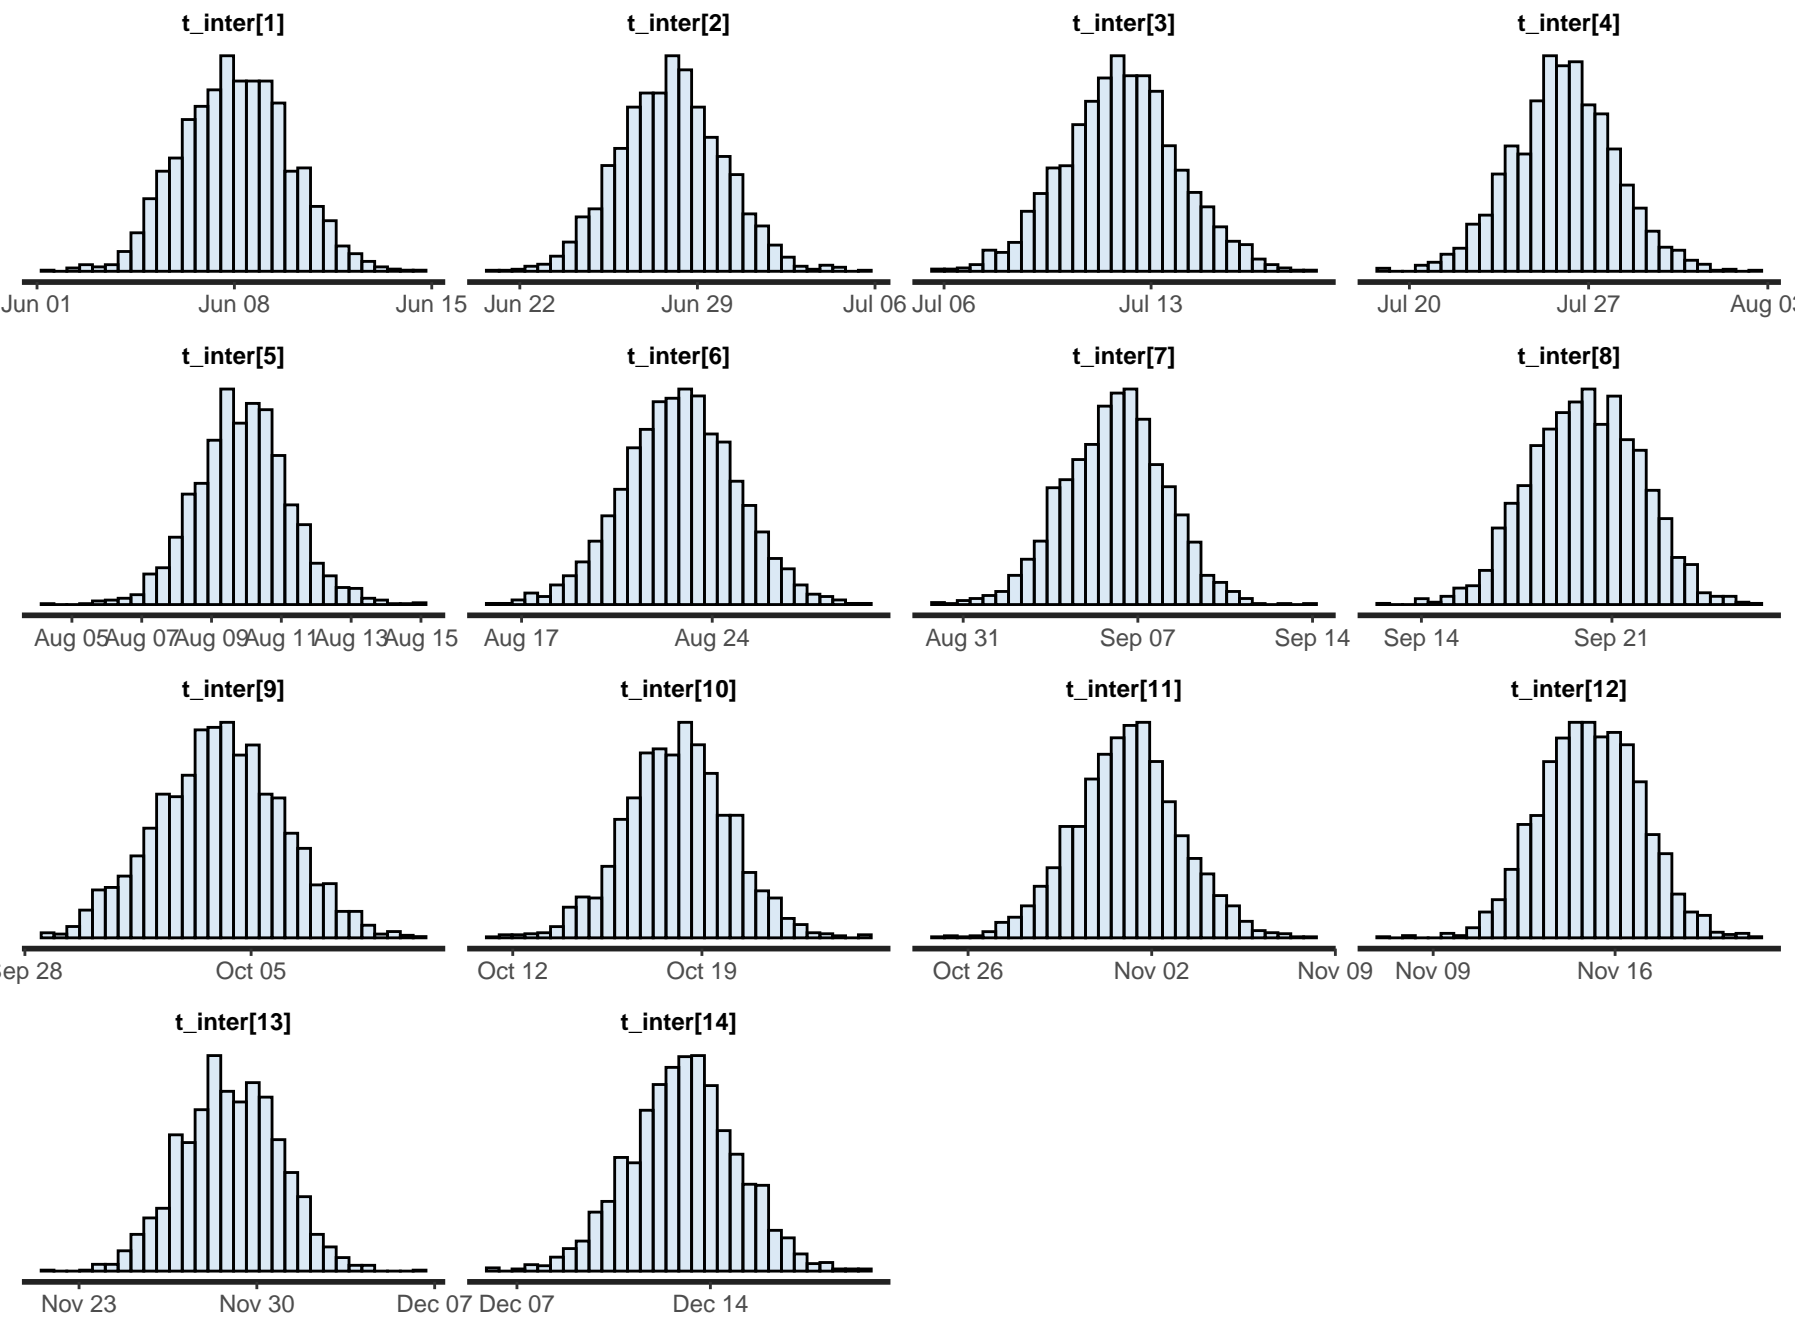 t_inter[1] t_inter[2] t_inter[3] t_inter[4]
Jun 01 Jun 08 Jun 15 Jun 22 Jun 29 Jul 06 Jul 06 Jul 13 Jul 20 Jul 27 Aug 03
t_inter[5] t_inter[6] t_inter[7] t_inter[8]
Aug 05 Aug 07 Aug 09 Aug 11 Aug 13 Aug 15 Aug 17 Aug 24 Aug 31 Sep 07 Sep 14 Sep 14 Sep 21
t_inter[9] t_inter[10] t_inter[11] t_inter[12]
Sep 28 Oct 05 Oct 12 Oct 19 Oct 26 Nov 02 Nov 09 Nov 09 Nov 16
t_inter[13] t_inter[14]
Nov 23 Nov 30 Dec 07 Dec 07 Dec 14